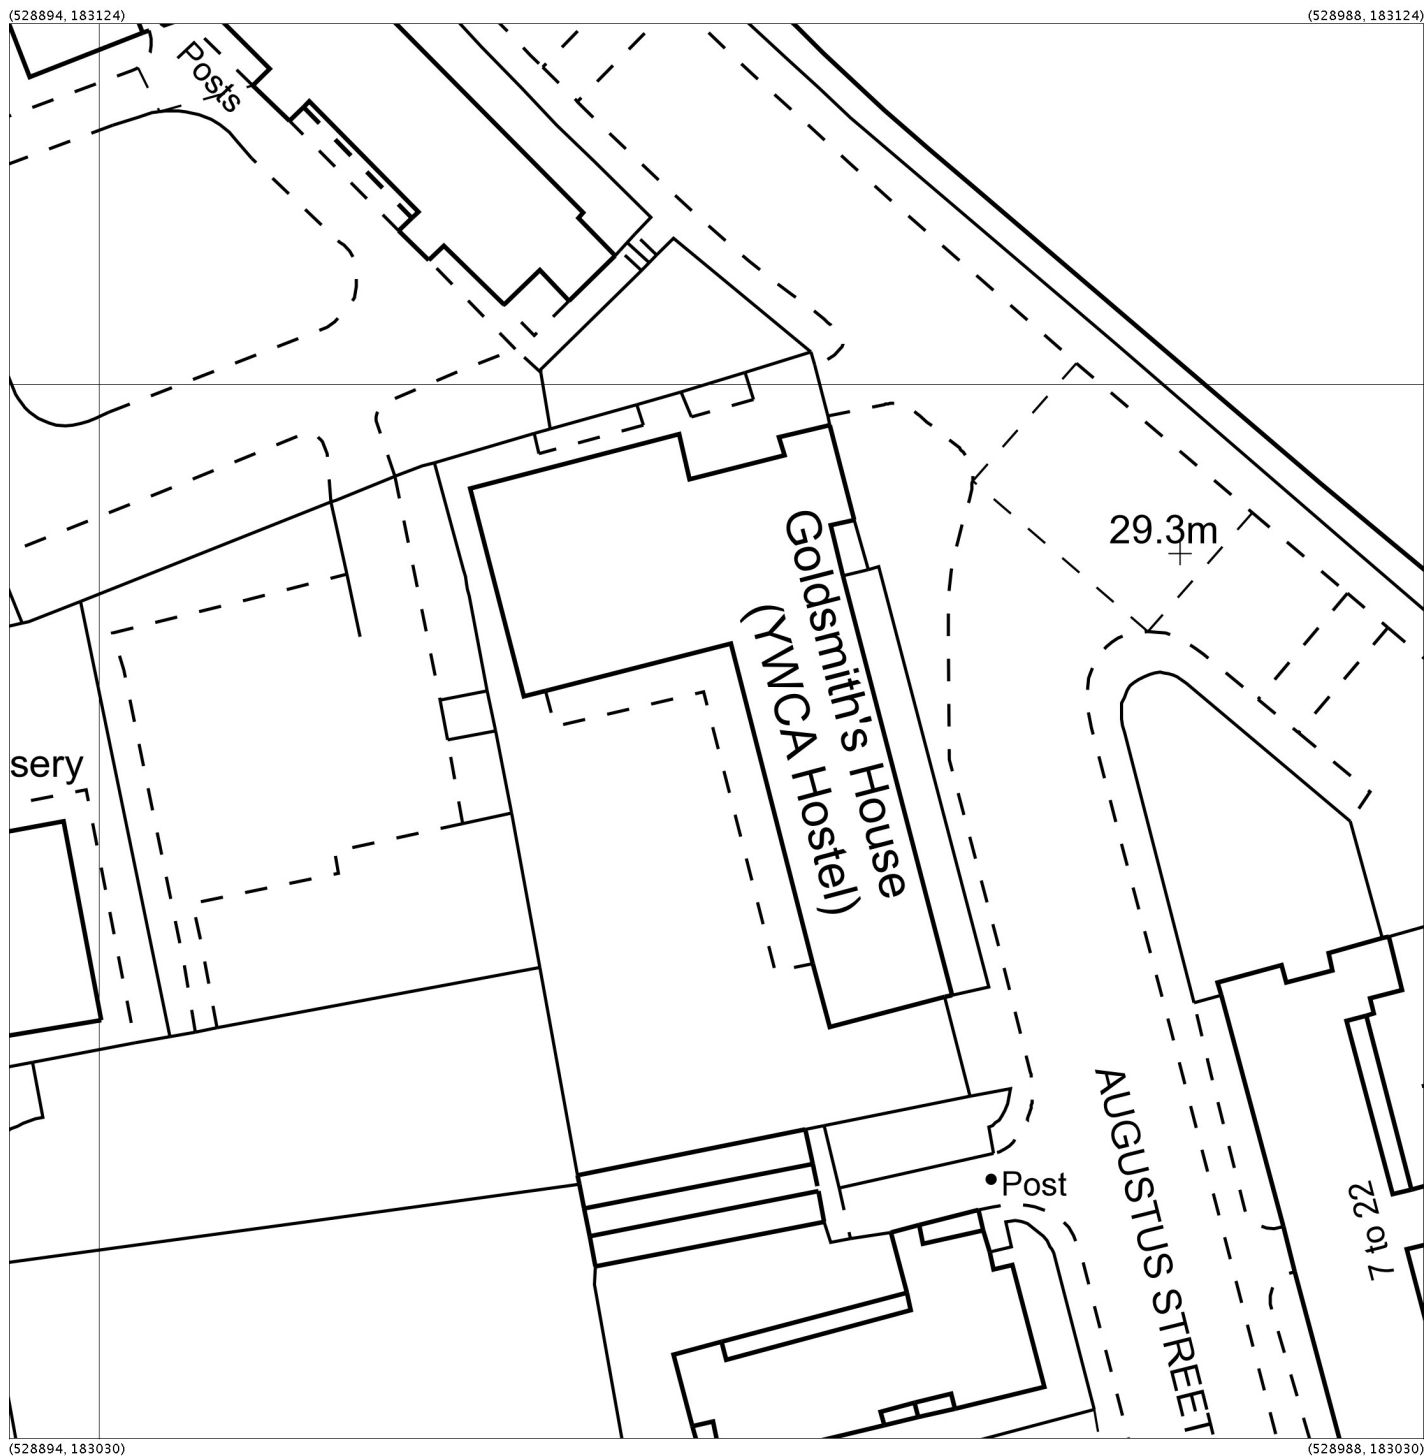 (528894, 183124)
(528988, 183124)
Posts
29.3m
Goldsmith's House
(YWCA Hostel)
sery
AUGUSTUS STREET
Post
7 to 22
(528894, 183030)
(528988, 183030)